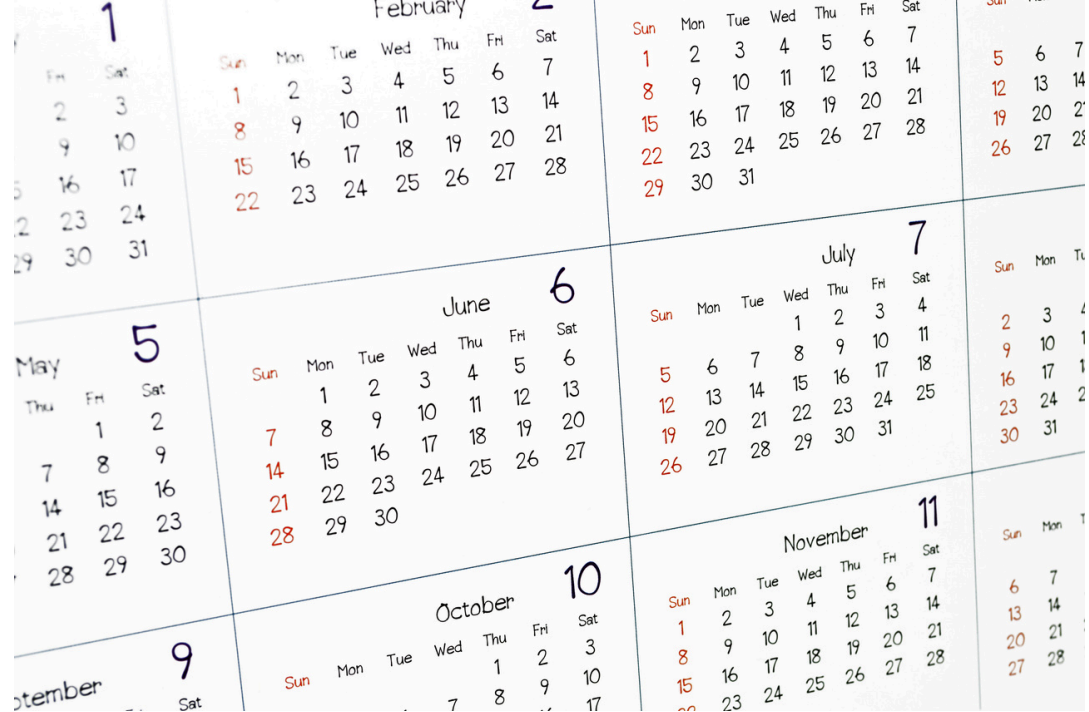 1
Fri Sat
2 3
9 10
16 17
23 24
29 30 31
February 2
Sun Mon Tue Wed Thu Fri Sat
1 2 3 4 5 6 7
8 9 10 11 12 13 14
15 16 17 18 19 20 21
22 23 24 25 26 27 28
Sun Mon Tue Wed Thu Fri Sat
1 2 3 4 5 6 7
8 9 10 11 12 13 14
15 16 17 18 19 20 21
22 23 24 25 26 27 28
29 30 31
Sun
5 6 7
12 13 14
19 20
26 27 28
May 5
Thu Fri Sat
1 2
7 8 9
14 15 16
21 22 23
28 29 30
June 6
Sun Mon Tue Wed Thu Fri Sat
1 2 3 4 5 6
7 8 9 10 11 12 13
14 15 16 17 18 19 20
21 22 23 24 25 26 27
28 29 30
July 7
Sun Mon Tue Wed Thu Fri Sat
1 2 3 4
5 6 7 8 9 10 11
12 13 14 15 16 17 18
19 20 21 22 23 24 25
26 27 28 29 30 31
Sun Mon Tu
2 3
9 10
16 17
23 24
30 31
ptember 9
Fri Sat
October 10
Sun Mon Tue Wed Thu Fri Sat
1 2 3
7 8 9 10
17
November 11
Sun Mon Tue Wed Thu Fri Sat
1 2 3 4 5 6 7
8 9 10 11 12 13 14
15 16 17 18 19 20 21
23 24 25 26 27 28
Sun Mon
6 7
13 14
20 21
27 28